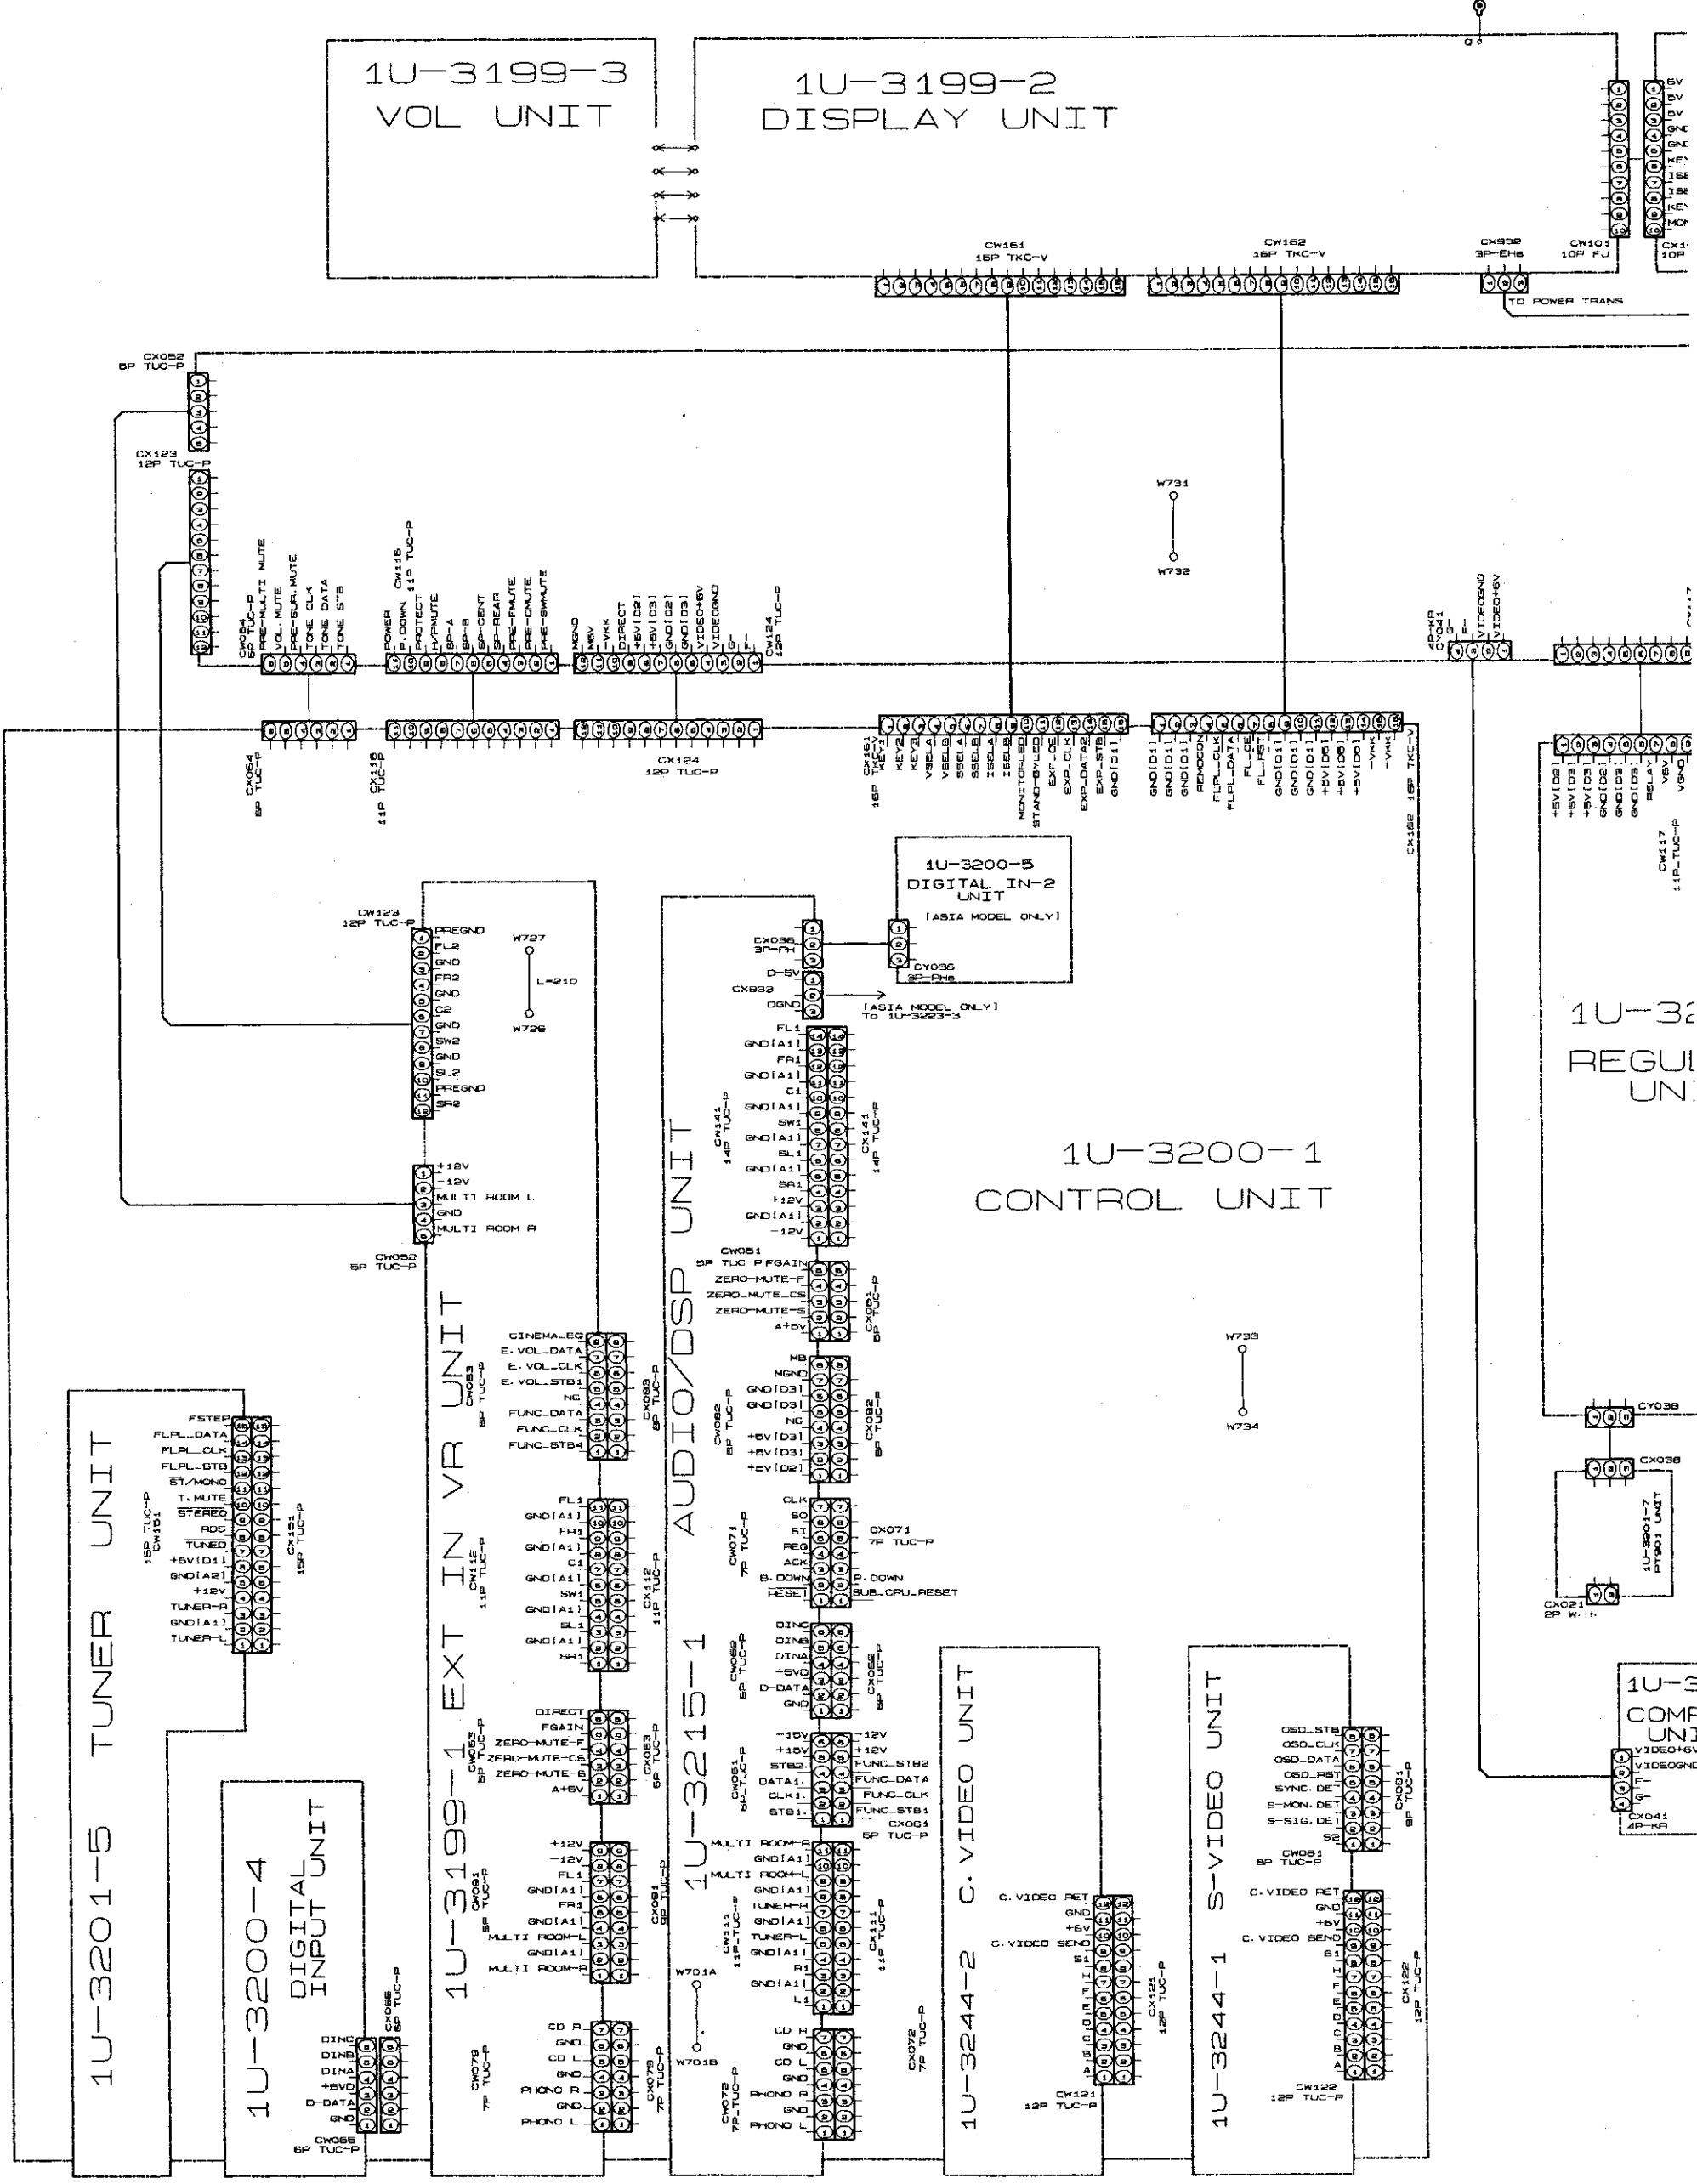 1U-3199-3
VOL UNIT
1U-3199-2
DISPLAY UNIT
CW161
16P TKC-V
CW162
16P TKC-V
CX932
3P-EH6
CW101
10P FJ
TO POWER TRANS
5V
GND
GND
CX052
5P TUC-P
CX123
12P TUC-P
W731
W732
CW064
6P TUC-P
PRE-MULTI MUTE
VOL.MUTE
PRE-SUR.MUTE
TONE CLK
TONE DATA
TONE STB
CW115
11P TUC-P
POWER
P.DOWN
PROTECT
H/PMUTE
SP-A
SP-B
SP-CENT
SP-REAR
PRE-FMUTE
PRE-CMUTE
PRE-SWMUTE
MGND
M5V
-VKK
DIRECT
+5V[D2]
+5V[D3]
GND[D2]
GND[D3]
VIDEO+5V
VIDEOGND
G-
F-
CW124
12P TUC-P
4P-KR
CY041
G-
F-
VIDEOGND
VIDEO+6V
CX064
6P TUC-P
CX115
11P TUC-P
CX124
12P TUC-P
CX161
16P TKC-V
KEY1
KEY2
KEY3
VSELA
VSELB
SSELA
SSELB
ISELA
ISELB
MONITORLED
STAND-BYLED
EXP_OE
EXP_CLK
EXP_DATA2
EXP_STB
GND[D1]
GND[D1]
GND[D1]
GND[D1]
REMOCON
FLPL_CLK
FLPL_DATA
FL_CE
FL_RST
GND[D1]
GND[D1]
GND[D1]
+5V[D5]
+5V[D5]
+5V[D5]
-VKK
-VKK
CX162 16P TKC-V
+5V[D2]
+5V[D3]
+5V[D3]
GND[D2]
GND[D3]
GND[D3]
RELAY
V6V
VGND
CW117
11P TUC-P
1U-3200-5
DIGITAL IN-2
UNIT
[ASIA MODEL ONLY]
CX036
3P-PH
CY036
3P-PH6
D-5V
CX933
DGND
[ASIA MODEL ONLY]
TO 1U-3223-3
CW123
12P TUC-P
PREGND
FL2
GND
FR2
GND
C2
GND
SW2
GND
SL2
PREGND
SR2
W727
L-210
W726
+12V
-12V
MULTI ROOM L
GND
MULTI ROOM R
CW052
5P TUC-P
FL1
GND[A1]
FR1
GND[A1]
C1
GND[A1]
SW1
GND[A1]
SL1
GND[A1]
SR1
+12V
GND[A1]
-12V
CW141
14P TUC-P
CX141
14P TUC-P
1U-3200-1
CONTROL UNIT
REGU
CW051
5P TUC-P
FGAIN
ZERO-MUTE-F
ZERO_MUTE_CS
ZERO-MUTE-S
A+5V
CX051
5P TUC-P
W733
W734
CINEMA_EQ
E.VOL_DATA
E.VOL_CLK
E.VOL_STB1
NC
FUNC_DATA
FUNC_CLK
FUNC_STB4
CW083
8P TUC-P
CX083
8P TUC-P
MB
MGND
GND[D3]
GND[D3]
NC
+5V[D3]
+5V[D3]
+5V[D2]
CW082
8P TUC-P
CX082
8P TUC-P
CY038
CX038
1U-3201-7
PT901 UNIT
CX021
2P-W.H.
1U-3201-5 TUNER UNIT
FSTEP
FLPL_DATA
FLPL_CLK
FLPL_STB
ST/MONO
T.MUTE
STEREO
RDS
TUNED
+5V[D1]
GND[A2]
+12V
TUNER-R
GND[A1]
TUNER-L
15P TUC-P
CW151
CX151
15P TUC-P
1U-3199-1 EXT IN VR UNIT
FL1
GND[A1]
FR1
GND[A1]
C1
GND[A1]
SW1
GND[A1]
SL1
GND[A1]
SR1
CW112
11P TUC-P
CX112
11P TUC-P
1U-3215-1 AUDIO/DSP UNIT
CLK
SO
SI
REQ
ACK
B.DOWN
RESET
CW071
7P TUC-P
CX071
7P TUC-P
P.DOWN
SUB_CPU_RESET
DINC
DINB
DINA
+5VD
D-DATA
GND
CW062
6P TUC-P
CX062
6P TUC-P
DIRECT
FGAIN
ZERO-MUTE-F
ZERO-MUTE-CS
ZERO-MUTE-S
A+5V
-15V
+15V
STB2.
DATA1.
CLK1.
STB1.
-12V
+12V
FUNC_STB2
FUNC_DATA
FUNC_CLK
FUNC_STB1
CX061
6P TUC-P
CW061
6P TUC-P
+12V
-12V
FL1
GND[A1]
FR1
GND[A1]
MULTI ROOM-L
GND[A1]
MULTI ROOM-R
CW091
9P TUC-P
CX091
9P TUC-P
MULTI ROOM-R
GND[A1]
MULTI ROOM-L
GND[A1]
TUNER-R
GND[A1]
TUNER-L
GND[A1]
R1
GND[A1]
L1
CW111
11P TUC-P
CX111
11P TUC-P
W701A
W701B
CD R
GND
CD L
GND
PHONO R
GND
PHONO L
CW079
7P TUC-P
CX079
7P TUC-P
CD R
GND
CD L
GND
PHONO R
GND
PHONO L
CW072
7P TUC-P
CX072
7P TUC-P
1U-3200-4
DIGITAL
INPUT UNIT
DINC
DINB
DINA
+5VD
D-DATA
GND
CX066
6P TUC-P
CW066
6P TUC-P
1U-3244-2 C.VIDEO UNIT
C.VIDEO RET
GND
+6V
C.VIDEO SEND
S1
I
F
E
D
C
B
A
CW121
12P TUC-P
CX121
12P TUC-P
1U-3244-1 S-VIDEO UNIT
OSD_STB
OSD_CLK
OSD_DATA
OSD_RST
SYNC.DET
S-MON.DET
S-SIG.DET
S2
CW081
8P TUC-P
CX081
8P TUC-P
C.VIDEO RET
GND
+6V
C.VIDEO SEND
S1
I
F
E
D
C
B
A
CW122
12P TUC-P
CX122
12P TUC-P
VIDEO+6V
VIDEOGND
F-
G-
CX041
4P-KR